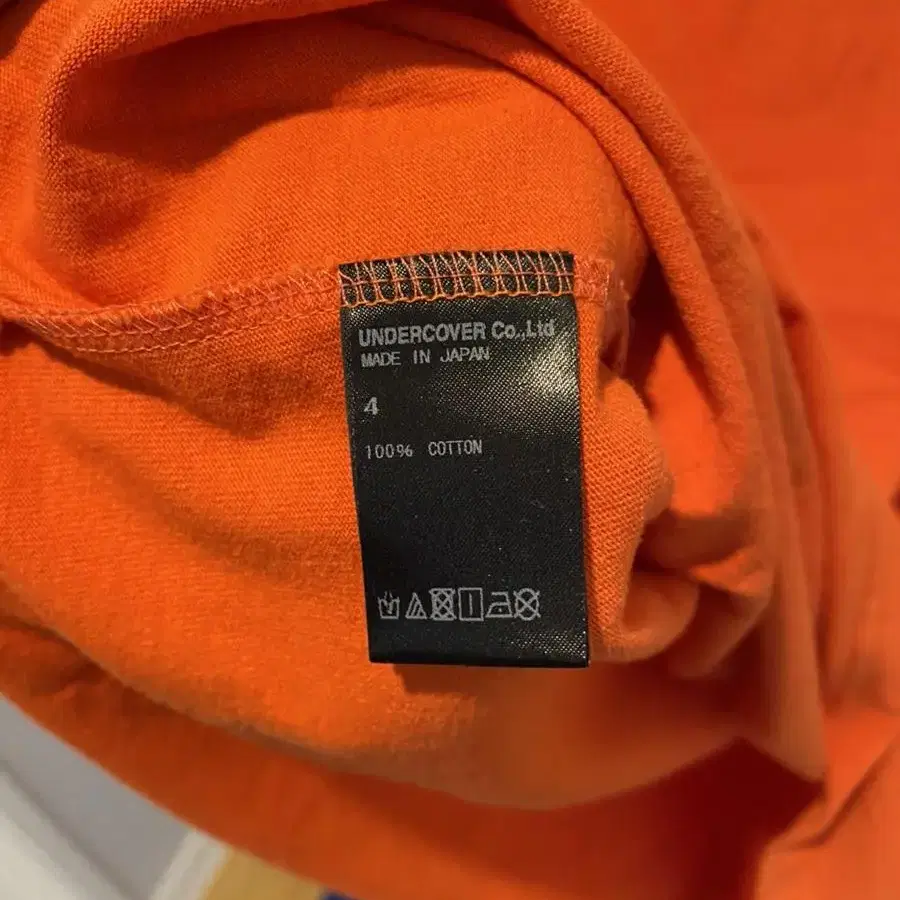 UNDERCOVER Co.,Ltd
MADE IN JAPAN
4
100% COTTON